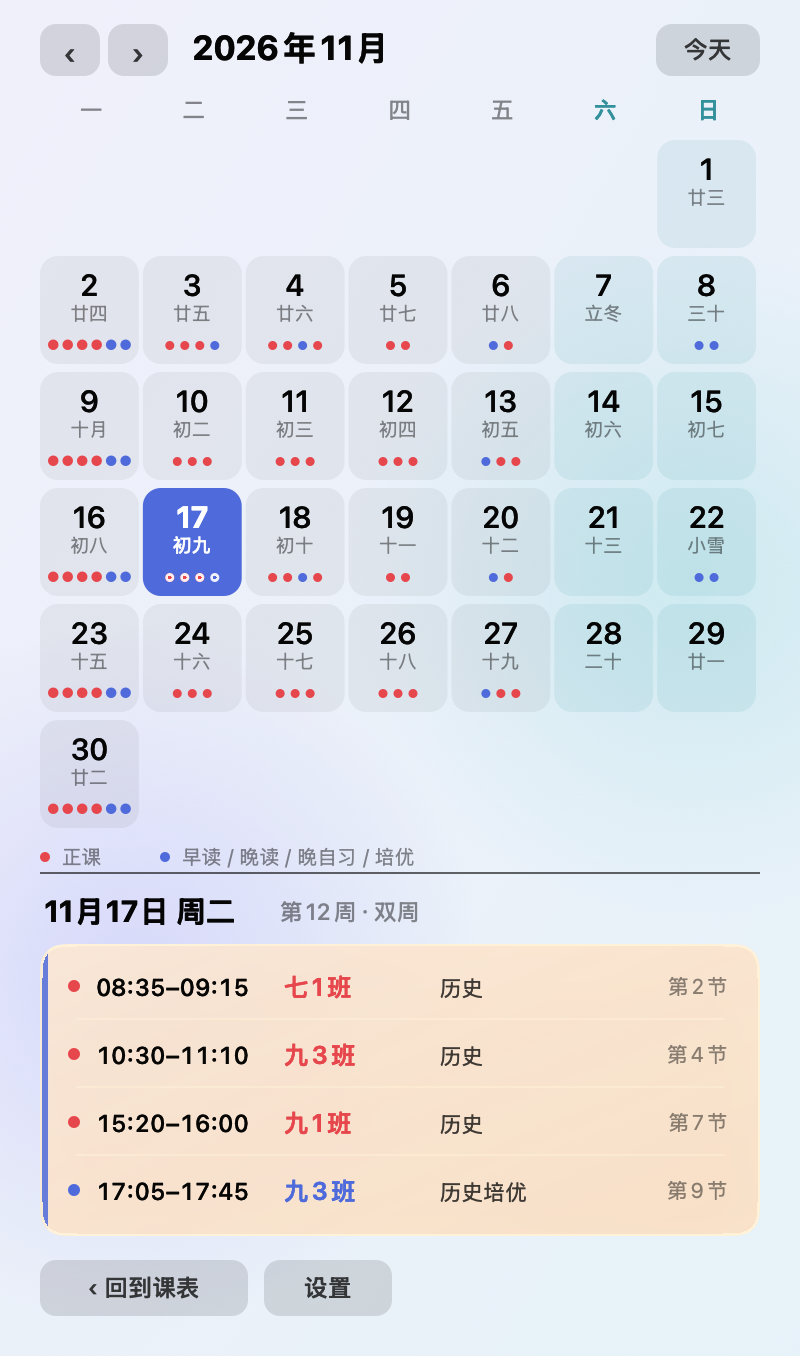 ‹ › 2026年11月 今天
一 二 三 四 五 六 日
1
廿三
2 3 4 5 6 7 8
廿四 廿五 廿六 廿七 廿八 立冬 三十
9 10 11 12 13 14 15
十月 初二 初三 初四 初五 初六 初七
16 17 18 19 20 21 22
初八 初九 初十 十一 十二 十三 小雪
23 24 25 26 27 28 29
十五 十六 十七 十八 十九 二十 廿一
30
廿二
正课 早读 / 晚读 / 晚自习 / 培优
11月17日 周二 第12周 · 双周
08:35–09:15 七1班 历史 第2节
10:30–11:10 九3班 历史 第4节
15:20–16:00 九1班 历史 第7节
17:05–17:45 九3班 历史培优 第9节
‹ 回到课表 设置